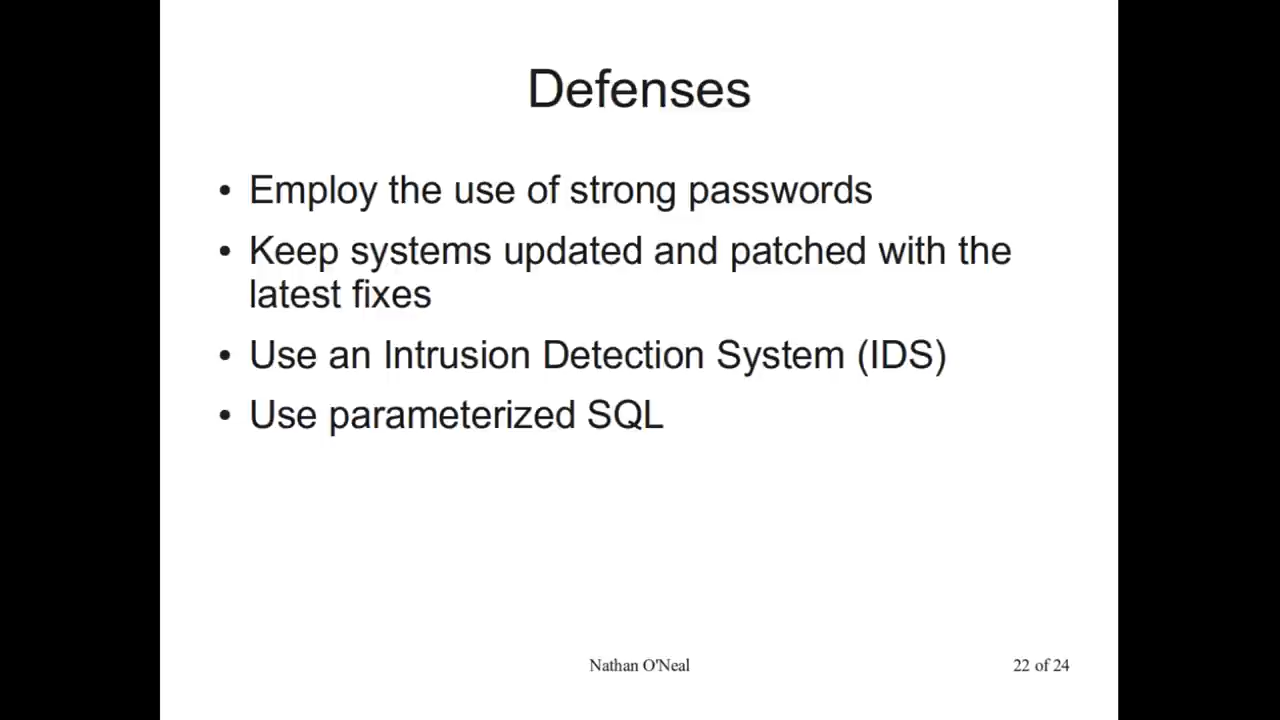 Defenses
• Employ the use of strong passwords
• Keep systems updated and patched with the
latest fixes
• Use an Intrusion Detection System (IDS)
• Use parameterized SQL
Nathan O'Neal
22 of 24